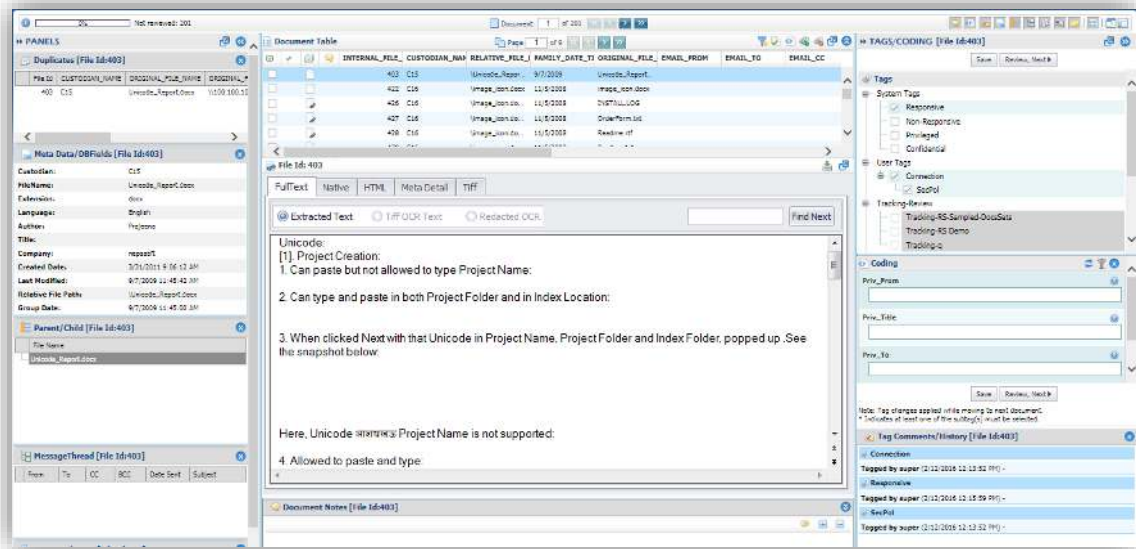 0% Not reviewed: 201
Document: 1 of 201
PANELS
Duplicates [File Id:403]
File Id CUSTODIAN_NAME ORIGINAL_FILE_NAME
403 C15 Unicode_Report.docx
Meta Data/DBFields [File Id:403]
Custodian: C15
FileName: Unicode_Report.docx
Extension: docx
Language: English
Author:
Title:
Company:
Created Date: 3/31/2011 9:06:12 AM
Last Modified: 9/7/2009 11:45:42 AM
Relative File Path: \Unicode_Report.docx
Group Date: 9/7/2009 11:45:00 AM
Parent/Child [File Id:403]
File Name
Unicode_Report.docx
MessageThread [File Id:403]
From To CC BCC Date Sent Subject
Document Table
Page 1 of 6
INTERNAL_FILE_ CUSTODIAN_NAM RELATIVE_FILE_ FAMILY_DATE_TI ORIGINAL_FILE_ EMAIL_FROM EMAIL_TO EMAIL_CC
403 C15 \Unicode_Repor.. 9/7/2009 Unicode_Report..
422 C16 \image_icon.docx 11/5/2008 image_icon.docx
426 C16 \image_icon.do... 11/5/2008 INSTALL.LOG
427 C16 \image_icon.do... 11/5/2008 OrderForm.txt
428 C16 \image_icon.do... 11/5/2008 Readme.rtf
File Id: 403
FullText Native HTML Meta Detail Tiff
Extracted Text Tiff OCR Text Redacted OCR Find Next
Unicode:
[1]. Project Creation:
1. Can paste but not allowed to type Project Name:
2. Can type and paste in both Project Folder and in Index Location:
3. When clicked Next with that Unicode in Project Name, Project Folder and Index Folder, popped up .See
the snapshot below:
Here, Unicode Project Name is not supported:
4. Allowed to paste and type
Document Notes [File Id:403]
TAGS/CODING [File Id:403]
Save Review, Next
Tags
System Tags
Responsive
Non-Responsive
Privileged
Confidential
User Tags
Connection
SecPol
Tracking-Review
Tracking-RS-Sampled-DocsSets
Tracking-RS Demo
Tracking-q
Coding
Priv_From
Priv_Title
Priv_To
Save Review, Next
Note: Tag changes applied while moving to next document.
* Indicates at least one of the subtag(s) must be selected.
Tag Comments/History [File Id:403]
Connection
Tagged by super (2/12/2016 12:13:52 PM) -
Responsive
Tagged by super (2/12/2016 12:15:59 PM) -
SecPol
Tagged by super (2/12/2016 12:13:52 PM) -